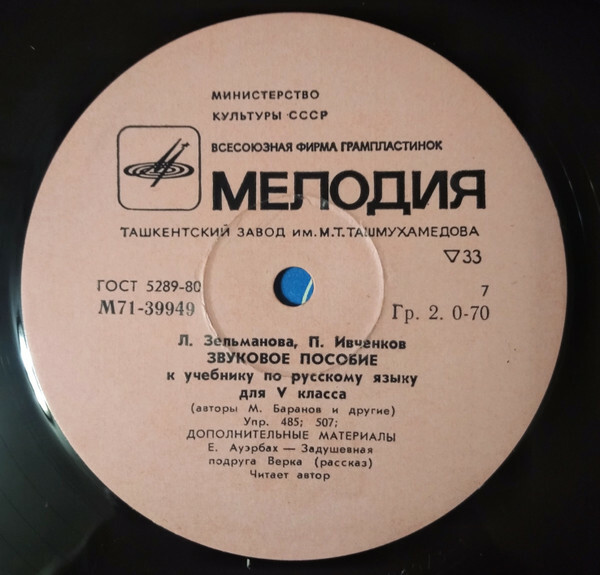 МИНИСТЕРСТВО
КУЛЬТУРЫ СССР
ВСЕСОЮЗНАЯ ФИРМА ГРАМПЛАСТИНОК
МЕЛОДИЯ
ТАШКЕНТСКИЙ ЗАВОД им. М.Т. ТАШМУХАМЕДОВА
▽33
ГОСТ 5289-80
7
М71-39949
Гр. 2. 0-70
Л. Зельманова, П. Ивченков
ЗВУКОВОЕ ПОСОБИЕ
к учебнику по русскому языку
для V класса
(авторы М. Баранов и другие)
Упр. 485; 507;
ДОПОЛНИТЕЛЬНЫЕ МАТЕРИАЛЫ
Е. Ауэрбах — Задушевная
подруга Верка (рассказ)
Читает автор